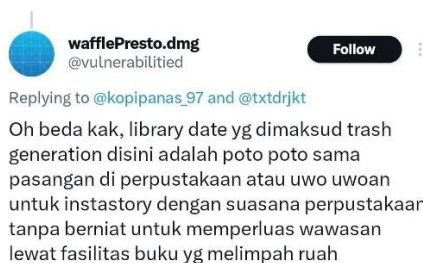 wafflePresto.dmg
Follow
@vulnerabilitied
Replying to @kopipanas_97 and @txtdrjkt
Oh beda kak, library date yg dimaksud trash
generation disini adalah poto poto sama
pasangan di perpustakaan atau uwo uwoan
untuk instastory dengan suasana perpustakaan
tanpa berniat untuk memperluas wawasan
lewat fasilitas buku yg melimpah ruah